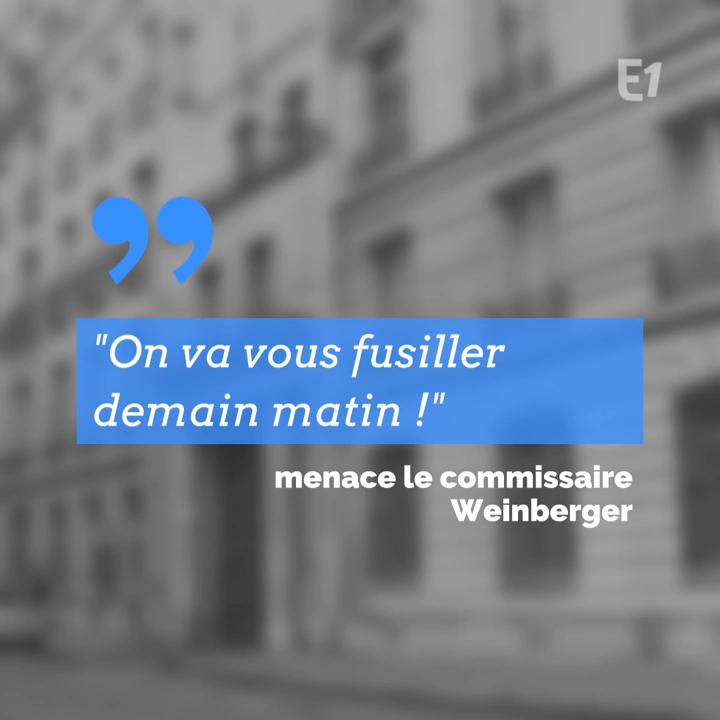 E1
"On va vous fusiller
demain matin !"
menace le commissaire
Weinberger